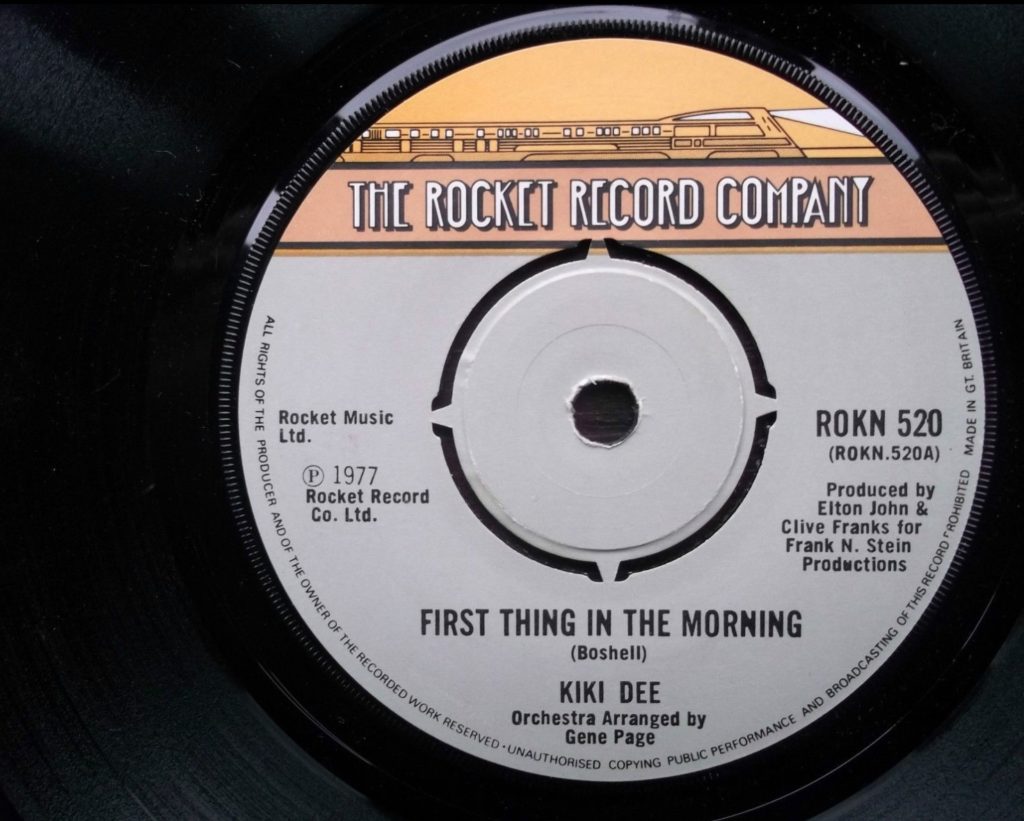 THE ROCKET RECORD COMPANY
Rocket Music
Ltd.
Ⓟ 1977
Rocket Record
Co. Ltd.
ROKN 520
(ROKN.520A)
Produced by
Elton John &
Clive Franks for
Frank N. Stein
Productions
FIRST THING IN THE MORNING
(Boshell)
KIKI DEE
Orchestra Arranged by
Gene Page
ALL RIGHTS OF THE PRODUCER AND OF THE OWNER OF THE RECORDED WORK RESERVED · UNAUTHORISED COPYING PUBLIC PERFORMANCE AND BROADCASTING OF THIS RECORD PROHIBITED MADE IN GT. BRITAIN